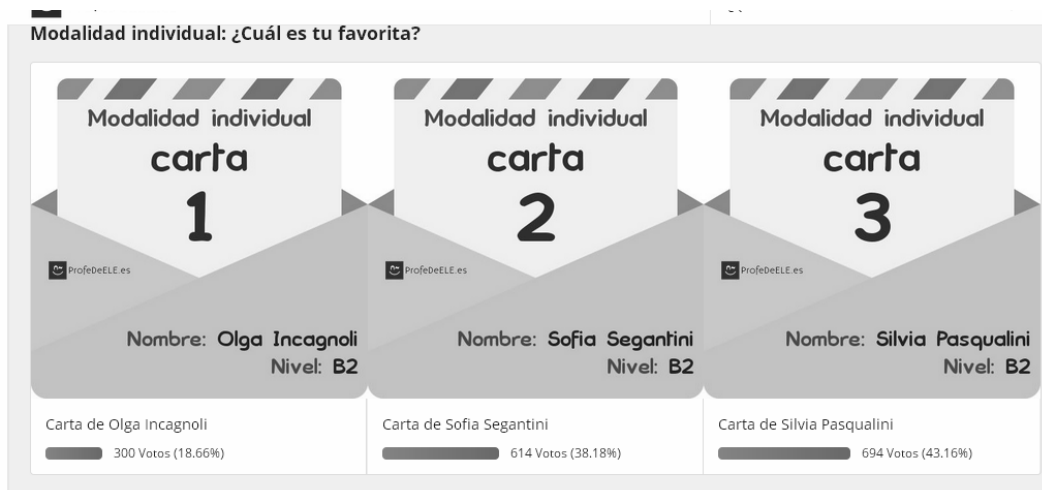 Modalidad individual: ¿Cuál es tu favorita?
Modalidad individual
carta
1
ProfeDeELE.es
Nombre: Olga Incagnoli
Nivel: B2
Carta de Olga Incagnoli
300 Votos (18.66%)
Modalidad individual
carta
2
ProfeDeELE.es
Nombre: Sofia Segantini
Nivel: B2
Carta de Sofia Segantini
614 Votos (38.18%)
Modalidad individual
carta
3
ProfeDeELE.es
Nombre: Silvia Pasqualini
Nivel: B2
Carta de Silvia Pasqualini
694 Votos (43.16%)